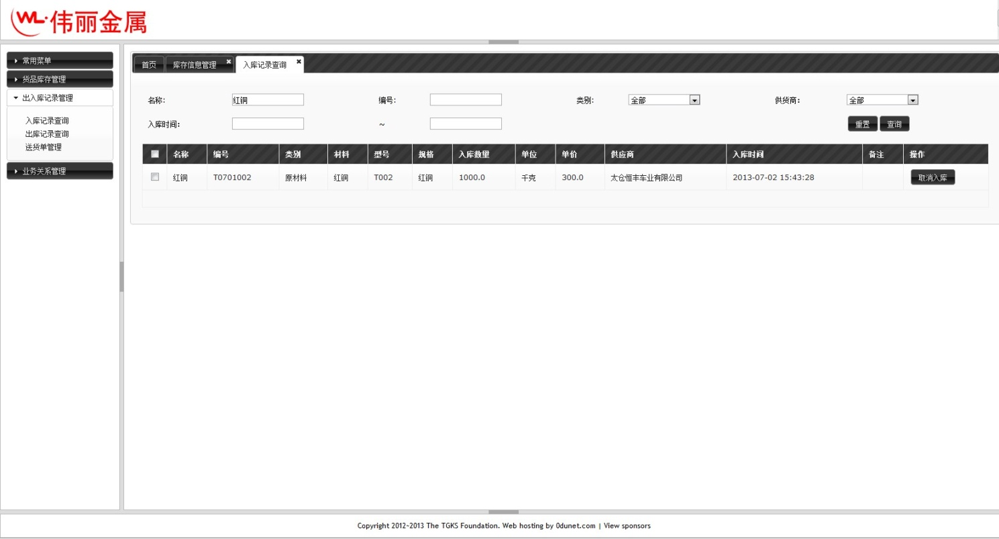 WL·伟丽金属
常用菜单
货品库存管理
出入库记录管理
入库记录查询
出库记录查询
送货单管理
业务关系管理
首页 库存信息管理 入库记录查询
名称: 红铜 编号: 类别: 全部 供货商: 全部
入库时间: ~ 重置 查询
名称 编号 类别 材料 型号 规格 入库数量 单位 单价 供应商 入库时间 备注 操作
红铜 T0701002 原材料 红铜 T002 红铜 1000.0 千克 300.0 太仓恒丰车业有限公司 2013-07-02 15:43:28 取消入库
Copyright 2012~2013 The TGKS Foundation. Web hosting by 0dunet.com | View sponsors